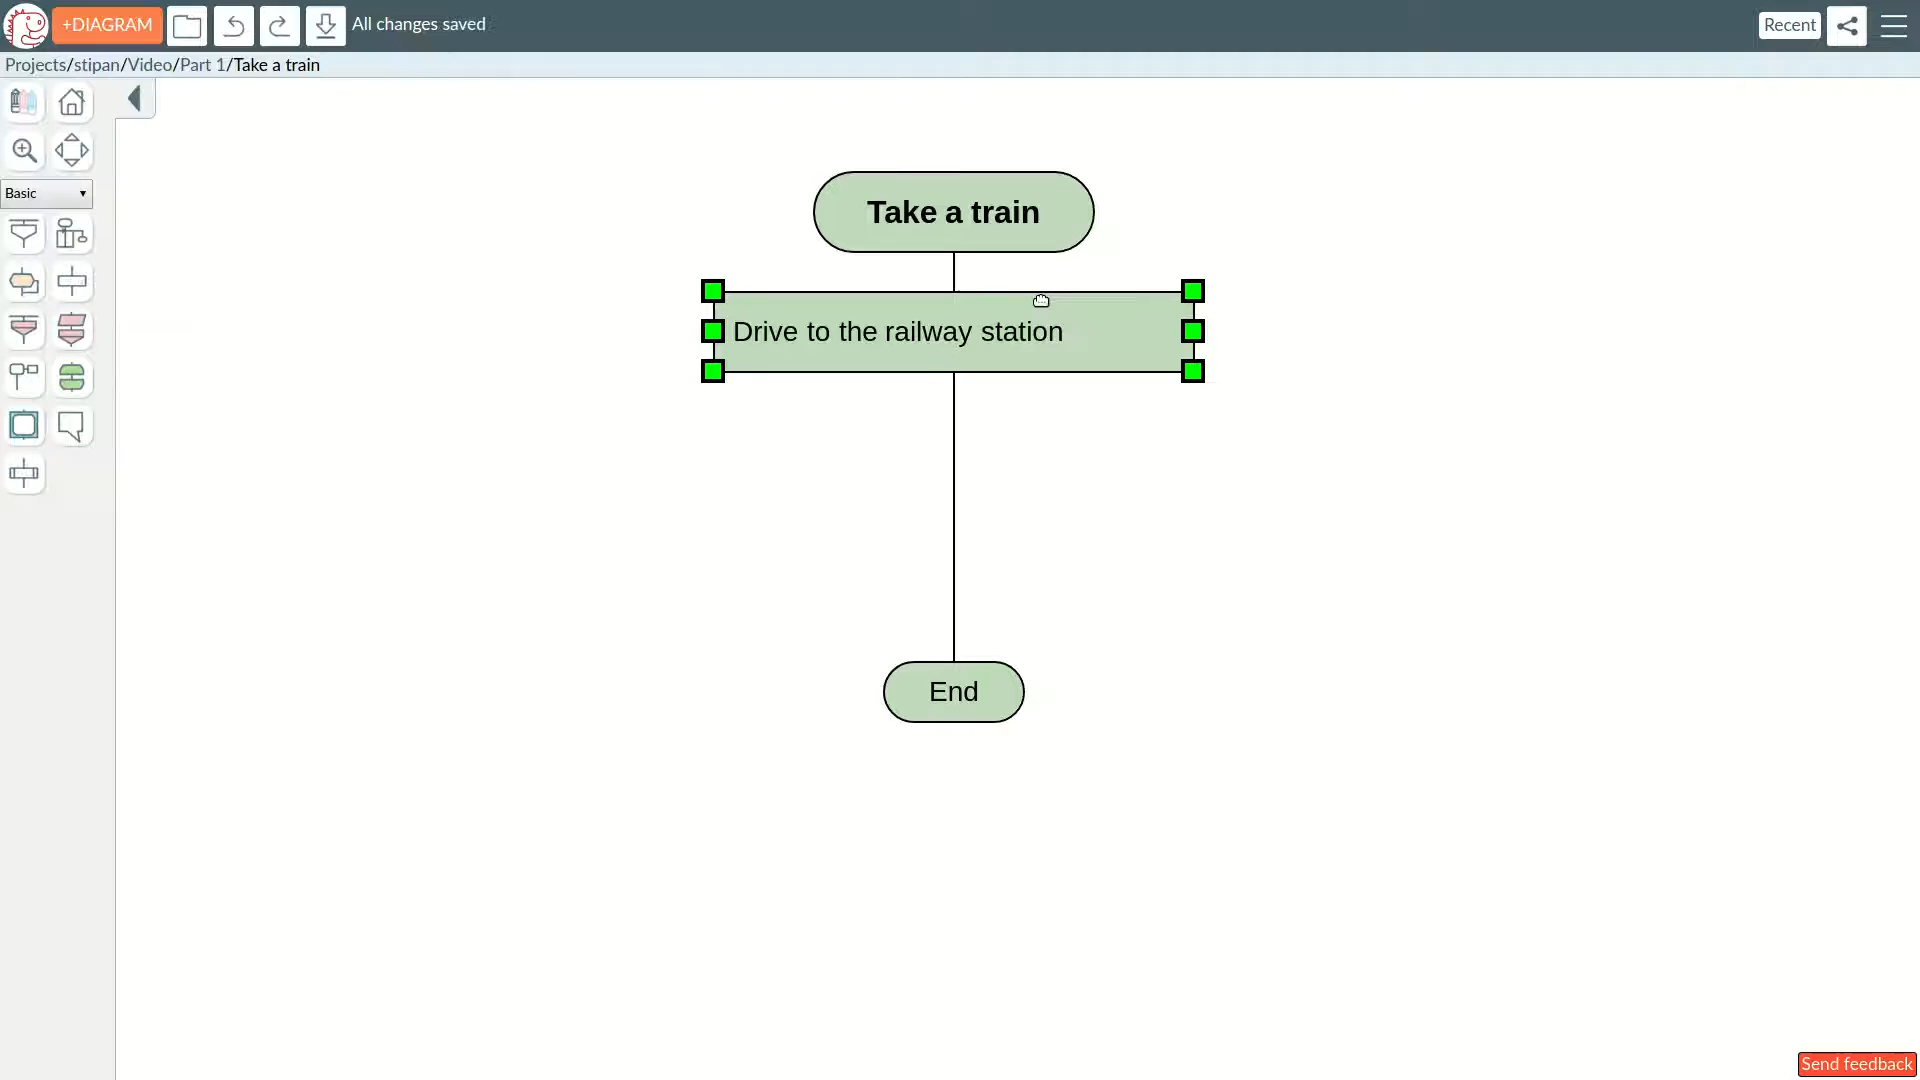 +DIAGRAM All changes saved Recent
Projects/stipan/Video/Part 1/Take a train
Basic
Take a train
Drive to the railway station
End
Send feedback